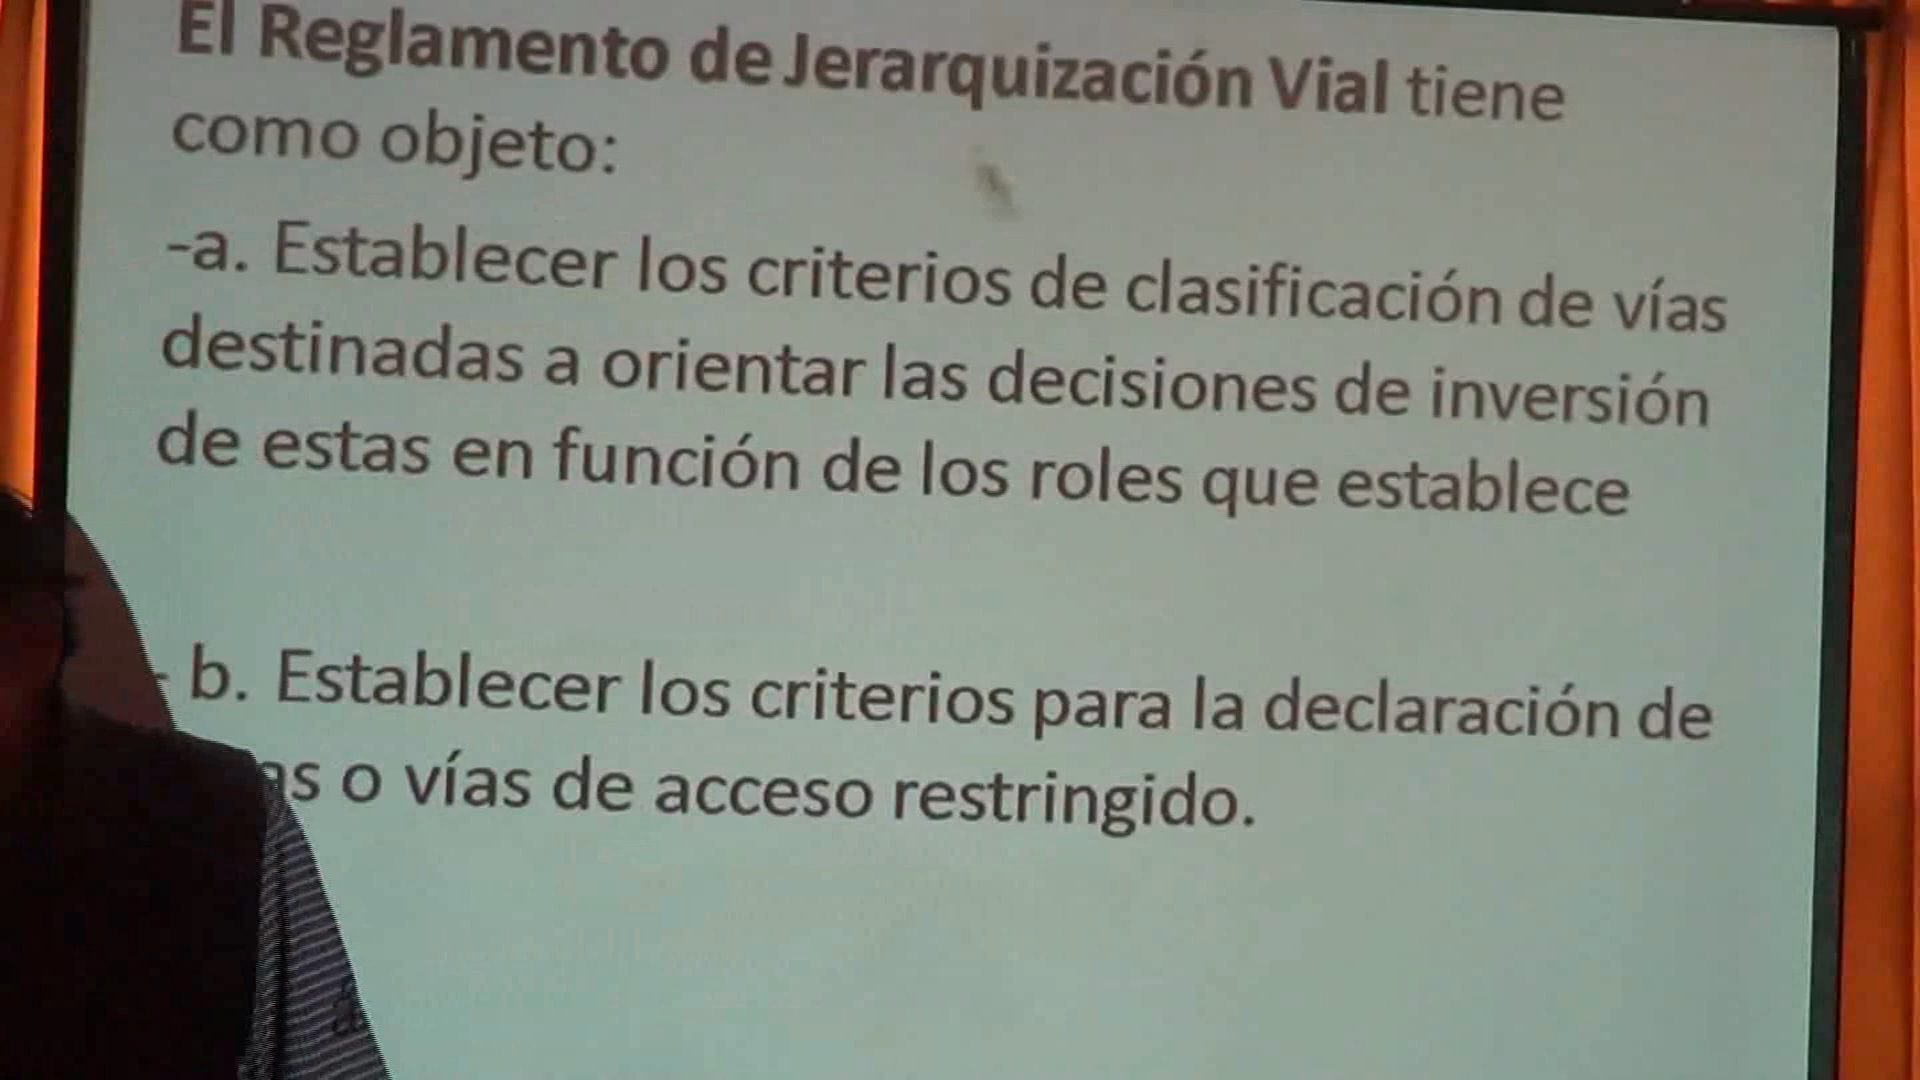 El Reglamento de Jerarquización Vial tiene
como objeto:
-a. Establecer los criterios de clasificación de vías
destinadas a orientar las decisiones de inversión
de estas en función de los roles que establece
- b. Establecer los criterios para la declaración de
o vías de acceso restringido.